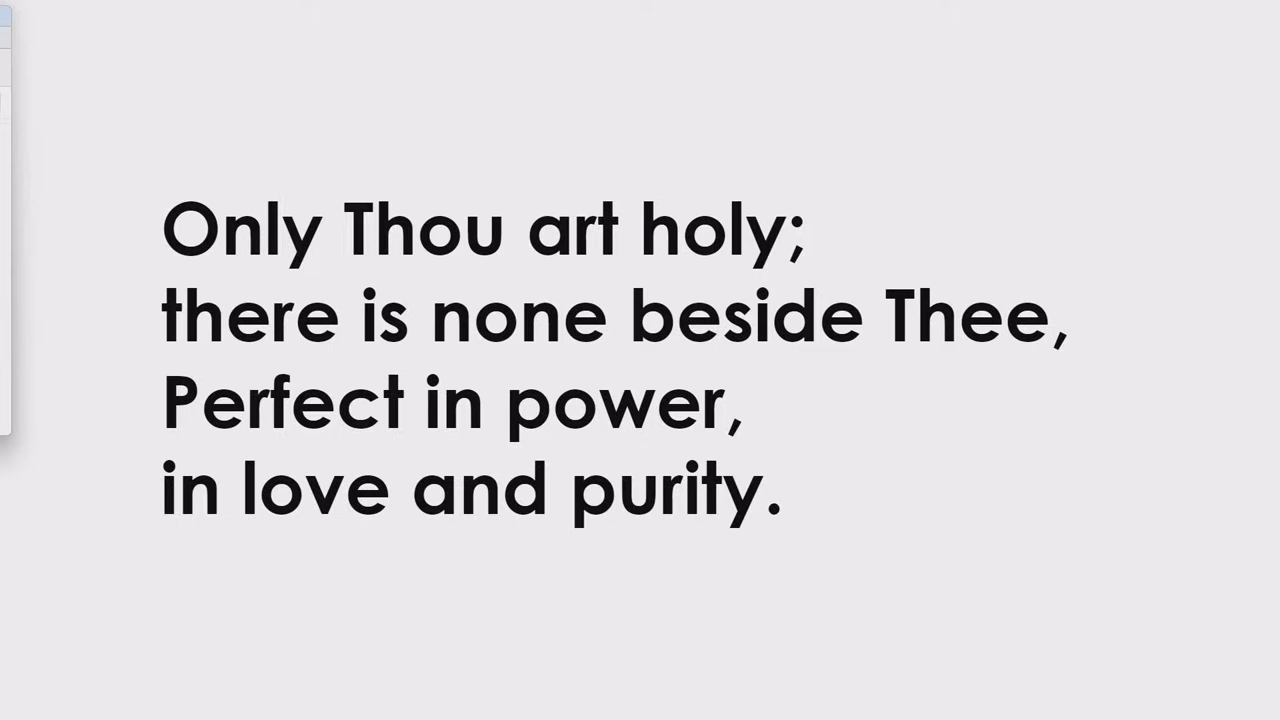 Only Thou art holy;
there is none beside Thee,
Perfect in power,
in love and purity.